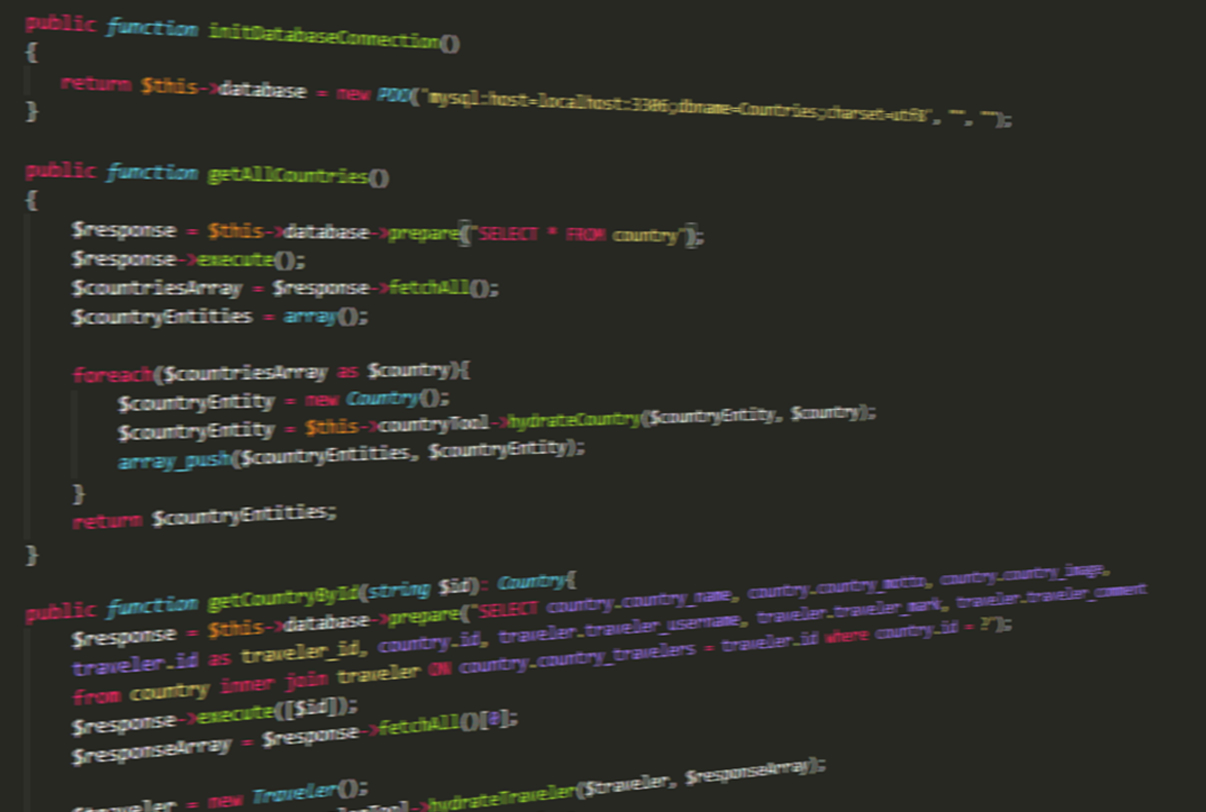 public function initDatabaseConnection()
{
return $this->database = new PDO("mysql:host=localhost:3306;dbname=Countries;charset=utf8", "", "");
}
public function getAllCountries()
{
$response = $this->database->prepare("SELECT * FROM country");
$response->execute();
$countriesArray = $response->fetchAll();
$countryEntities = array();
foreach($countriesArray as $country){
$countryEntity = new Country();
$countryEntity = $this->countryTool->hydrateCountry($countryEntity, $country);
array_push($countryEntities, $countryEntity);
}
return $countryEntities;
}
public function getCountryById(string $id): Country{
$response = $this->database->prepare("SELECT country.country_name, country.country_motto, country.country_image,
traveler.id as traveler_id, country.id, traveler.traveler_username, traveler.traveler_mark, traveler.traveler_comment
from country inner join traveler ON country.country_travelers = traveler.id where country.id = ?");
$response->execute([$id]);
$responseArray = $response->fetchAll()[0];
$traveler = new Traveler();
->hydrateTraveler($traveler, $responseArray);